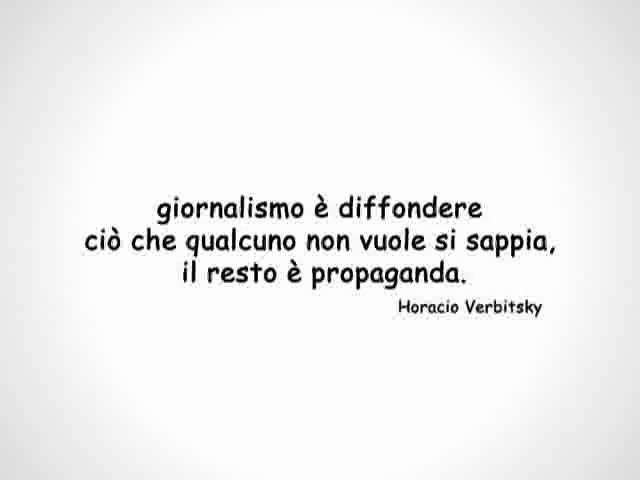 giornalismo è diffondere
ciò che qualcuno non vuole si sappia,
il resto è propaganda.
Horacio Verbitsky